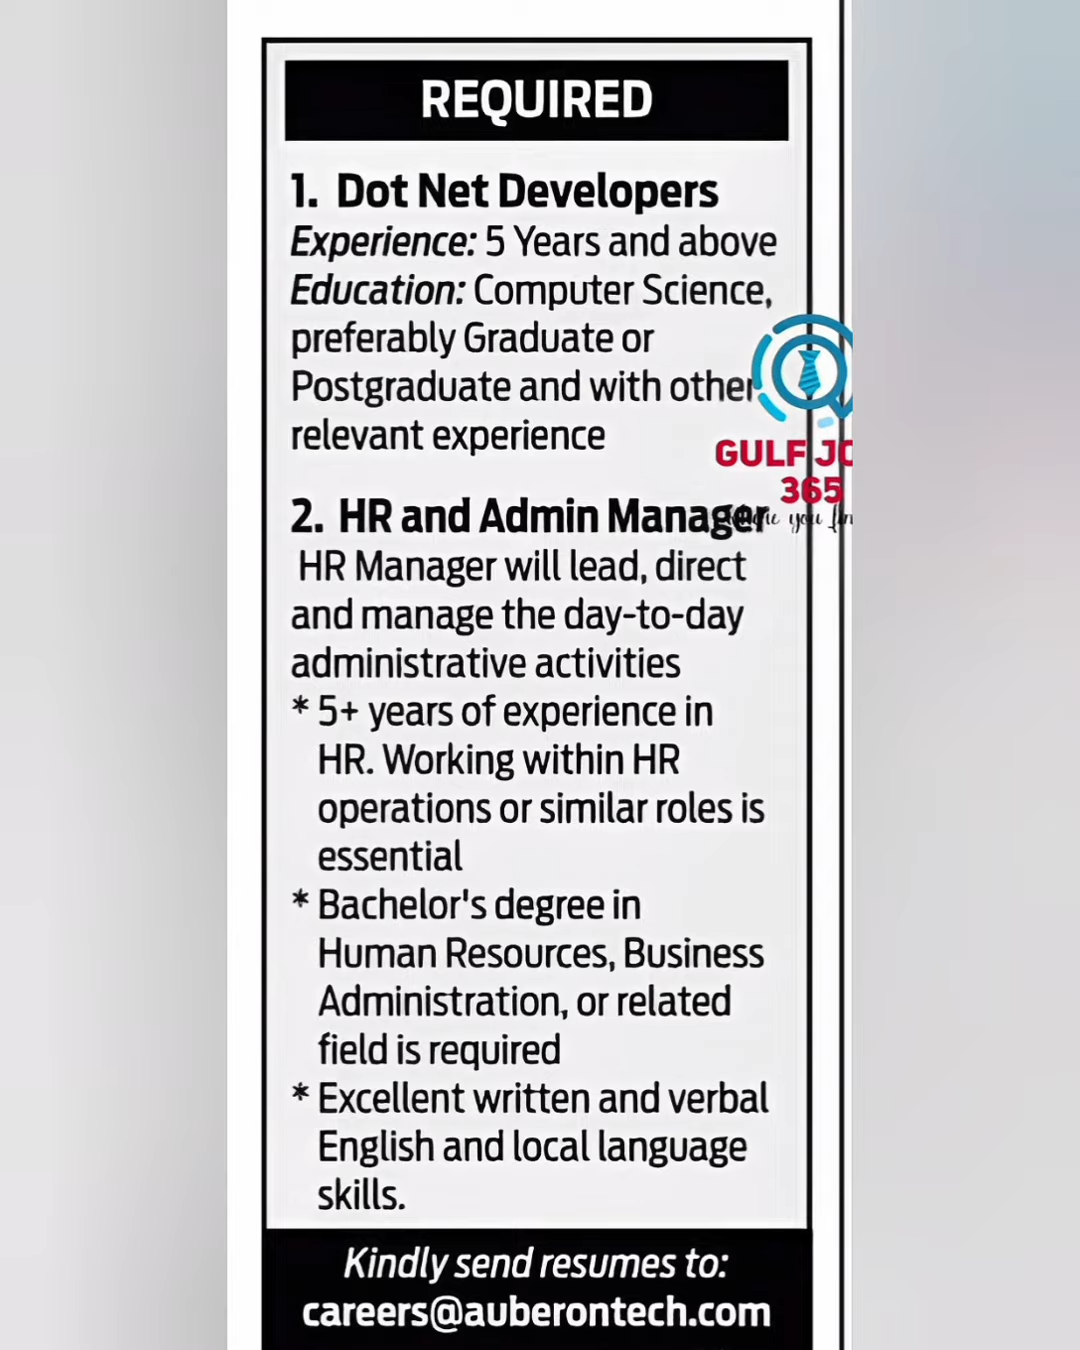 REQUIRED
1. Dot Net Developers
Experience: 5 Years and above
Education: Computer Science,
preferably Graduate or
Postgraduate and with other
relevant experience
GULF JO
365
you fin
2. HR and Admin Manager
HR Manager will lead, direct
and manage the day-to-day
administrative activities
* 5+ years of experience in
HR. Working within HR
operations or similar roles is
essential
* Bachelor's degree in
Human Resources, Business
Administration, or related
field is required
* Excellent written and verbal
English and local language
skills.
Kindly send resumes to:
careers@auberontech.com